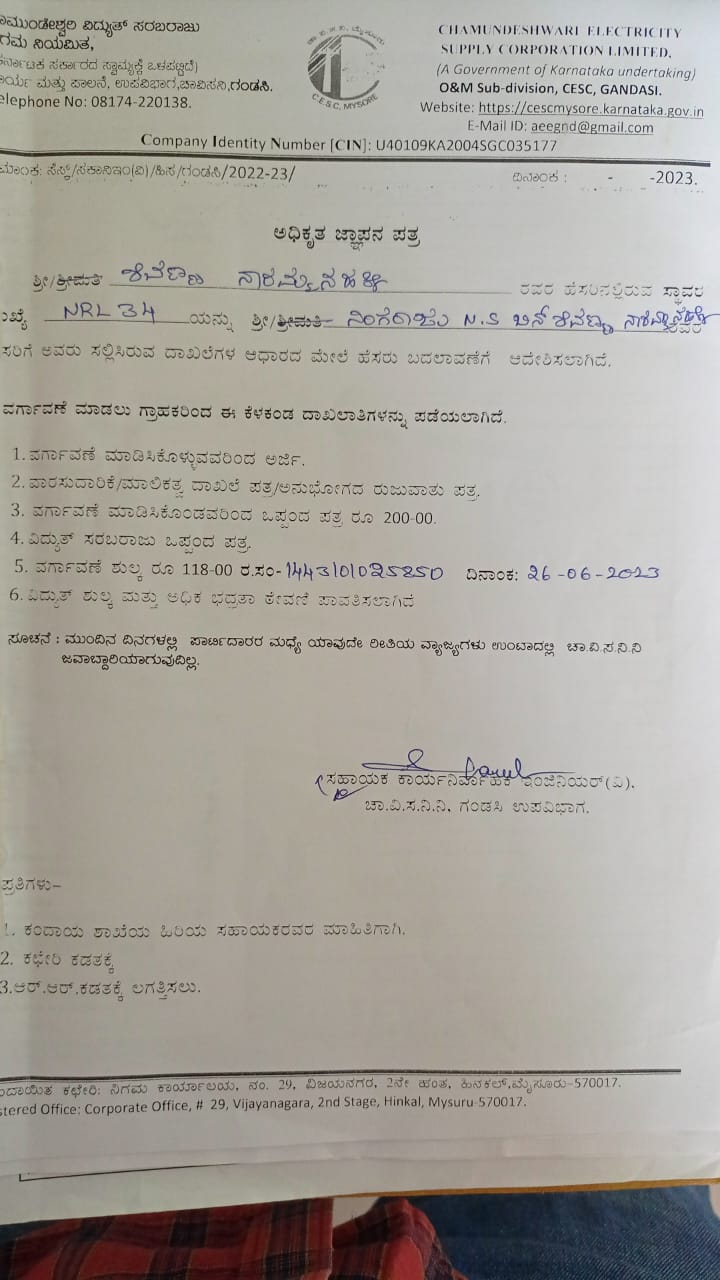 ಾಮುಂಡೇಶ್ವರಿ ವಿದ್ಯುತ್ ಸರಬರಾಜು
ಗಮ ನಿಯಮಿತ,
ರ್ನಾಟಕ ಸರ್ಕಾರದ ಸ್ವಾಮ್ಯಕ್ಕೆ ಒಳಪಟ್ಟಿದೆ)
ಾರ್ಯ ಮತ್ತು ಪಾಲನೆ, ಉಪವಿಭಾಗ,ಚಾವಿಸನಿ,ಗಂಡಸಿ.
elephone No: 08174-220138.
C.E.S.C, MYSORE
CHAMUNDESHWARI ELECTRICITY
SUPPLY CORPORATION LIMITED.
(A Government of Karnataka undertaking)
O&M Sub-division, CESC, GANDASI.
Website: https://cescmysore.karnataka.gov.in
E-Mail ID: aeegnd@gmail.com
Company Identity Number [CIN]: U40109KA2004SGC035177
ಮಾಂಕ: ಸೆಸ್ಕ್/ಸಕಾನಿಇಂ(ವಿ)/ಹಿಸ/ಗಂಡಸಿ/2022-23/ ದಿನಾಂಕ : - -2023.
ಅಧಿಕೃತ ಜ್ಞಾಪನ ಪತ್ರ
ಶ್ರೀ/ಶ್ರೀಮತಿ ಶಿವಣ್ಣ ನಾರಮ್ಮನಹಳ್ಳಿ ರವರ ಹೆಸರಿನಲ್ಲಿರುವ ಸ್ಥಾವರ
ಖ್ಯೆ NRL 34 ಯನ್ನು ಶ್ರೀ/ಶ್ರೀಮತಿ ನಿಂಗರಾಜು N.S ಬಿನ್ ಶಿವಣ್ಣ ರವರ
ಸರಿಗೆ ಅವರು ಸಲ್ಲಿಸಿರುವ ದಾಖಲೆಗಳ ಆಧಾರದ ಮೇಲೆ ಹೆಸರು ಬದಲಾವಣೆಗೆ ಆದೇಶಿಸಲಾಗಿದೆ.
ವರ್ಗಾವಣೆ ಮಾಡಲು ಗ್ರಾಹಕರಿಂದ ಈ ಕೆಳಕಂಡ ದಾಖಲಾತಿಗಳನ್ನು ಪಡೆಯಲಾಗಿದೆ.
1. ವರ್ಗಾವಣೆ ಮಾಡಿಸಿಕೊಳ್ಳುವವರಿಂದ ಅರ್ಜಿ.
2. ವಾರಸುದಾರಿಕೆ/ಮಾಲಿಕತ್ವ ದಾಖಲೆ ಪತ್ರ/ಅನುಭೋಗದ ರುಜುವಾತು ಪತ್ರ.
3. ವರ್ಗಾವಣೆ ಮಾಡಿಸಿಕೊಂಡವರಿಂದ ಒಪ್ಪಂದ ಪತ್ರ ರೂ 200-00.
4. ವಿದ್ಯುತ್ ಸರಬರಾಜು ಒಪ್ಪಂದ ಪತ್ರ.
5. ವರ್ಗಾವಣೆ ಶುಲ್ಕ ರೂ 118-00 ರ.ಸಂ- 1443101025850 ದಿನಾಂಕ: 26-06-2023
6. ವಿದ್ಯುತ್ ಶುಲ್ಕ ಮತ್ತು ಅಧಿಕ ಭದ್ರತಾ ಠೇವಣಿ ಪಾವತಿಸಲಾಗಿದೆ
ಸೂಚನೆ : ಮುಂದಿನ ದಿನಗಳಲ್ಲಿ ಪಾರ್ಟಿದಾರರ ಮಧ್ಯೆ ಯಾವುದೇ ರೀತಿಯ ವ್ಯಾಜ್ಯಗಳು ಉಂಟಾದಲ್ಲಿ ಚಾ.ವಿ.ಸ.ನಿ.ನಿ
ಜವಾಬ್ದಾರಿಯಾಗುವುದಿಲ್ಲ.
ಸಹಾಯಕ ಕಾರ್ಯನಿರ್ವಾಹಕ ಇಂಜಿನಿಯರ್(ವಿ),
ಚಾ.ವಿ.ಸ.ನಿ.ನಿ, ಗಂಡಸಿ ಉಪವಿಭಾಗ.
ಪ್ರತಿಗಳು-
1. ಕಂದಾಯ ಶಾಖೆಯ ಹಿರಿಯ ಸಹಾಯಕರವರ ಮಾಹಿತಿಗಾಗಿ.
2. ಕಛೇರಿ ಕಡತಕ್ಕೆ
3.ಆರ್.ಆರ್.ಕಡತಕ್ಕೆ ಲಗತ್ತಿಸಲು.
ಂದಾಯಿತ ಕಛೇರಿ: ನಿಗಮ ಕಾರ್ಯಾಲಯ, ನಂ. 29, ವಿಜಯನಗರ, 2ನೇ ಹಂತ, ಹಿನಕಲ್,ಮೈಸೂರು-570017.
stered Office: Corporate Office, # 29, Vijayanagara, 2nd Stage, Hinkal, Mysuru-570017.